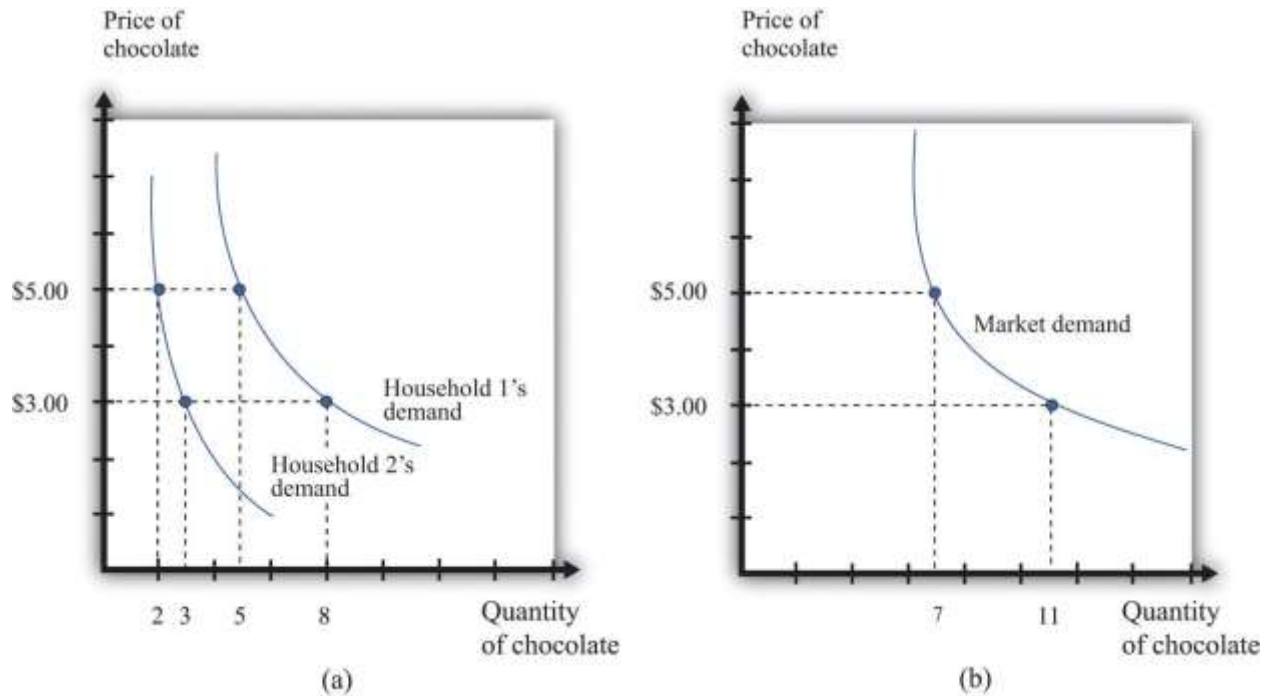 Price of
chocolate
$5.00
$3.00
Household 1's
demand
Household 2's
demand
2 3 5 8
Quantity
of chocolate
(a)
Price of
chocolate
$5.00
$3.00
Market demand
7 11
Quantity
of chocolate
(b)